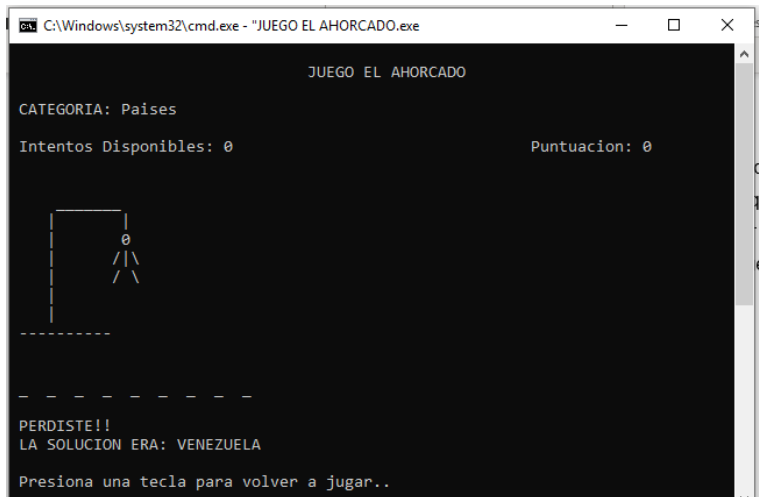 C:\Windows\system32\cmd.exe - "JUEGO EL AHORCADO.exe
JUEGO EL AHORCADO
CATEGORIA: Paises
Intentos Disponibles: 0 Puntuacion: 0
_______
|        |
|        0
|       /|\
|       / \
|
|
----------
_ _ _ _ _ _ _ _ _
PERDISTE!!
LA SOLUCION ERA: VENEZUELA
Presiona una tecla para volver a jugar..